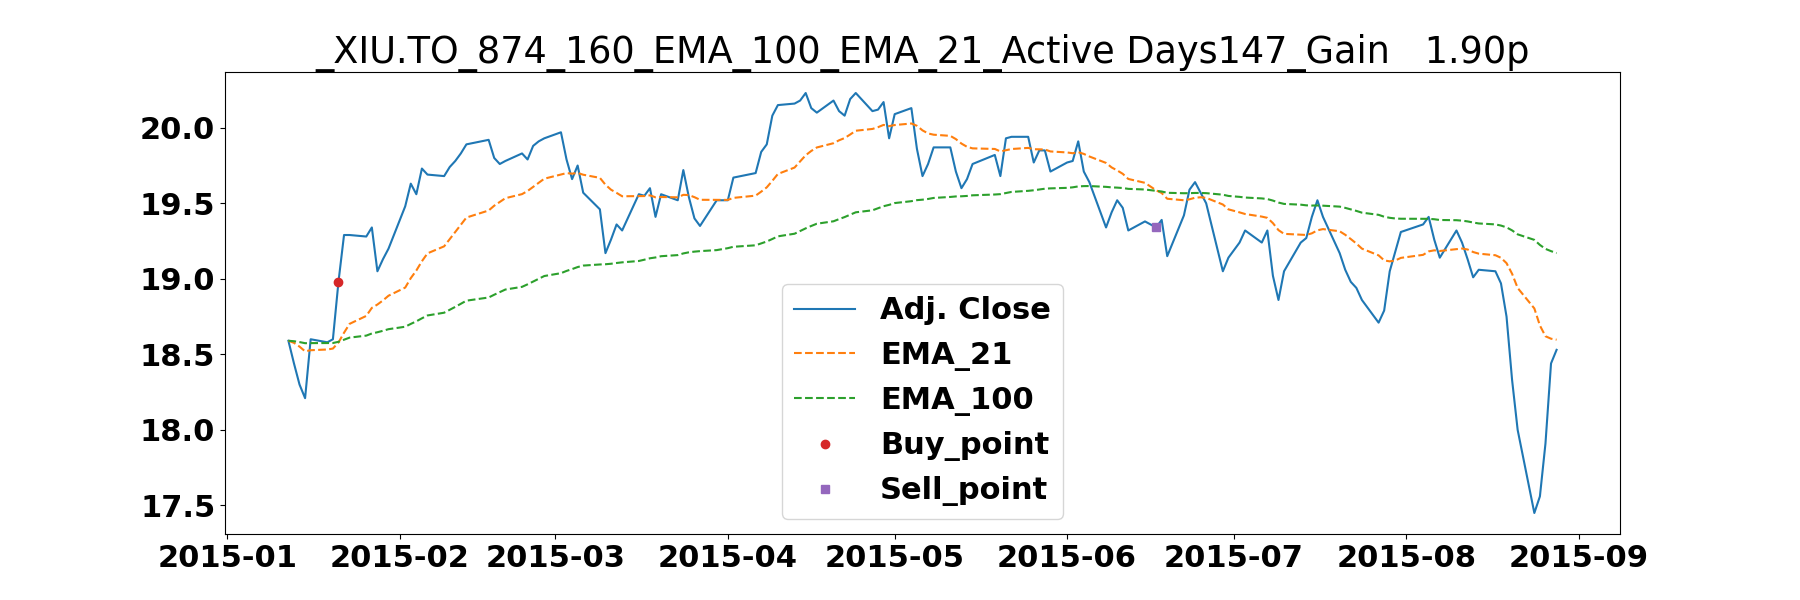 _XIU.TO_874_160_EMA_100_EMA_21_Active Days147_Gain   1.90p
20.0
19.5
19.0
18.5
18.0
17.5
Adj. Close
EMA_21
EMA_100
Buy_point
Sell_point
2015-01 2015-02 2015-03 2015-04 2015-05 2015-06 2015-07 2015-08 2015-09